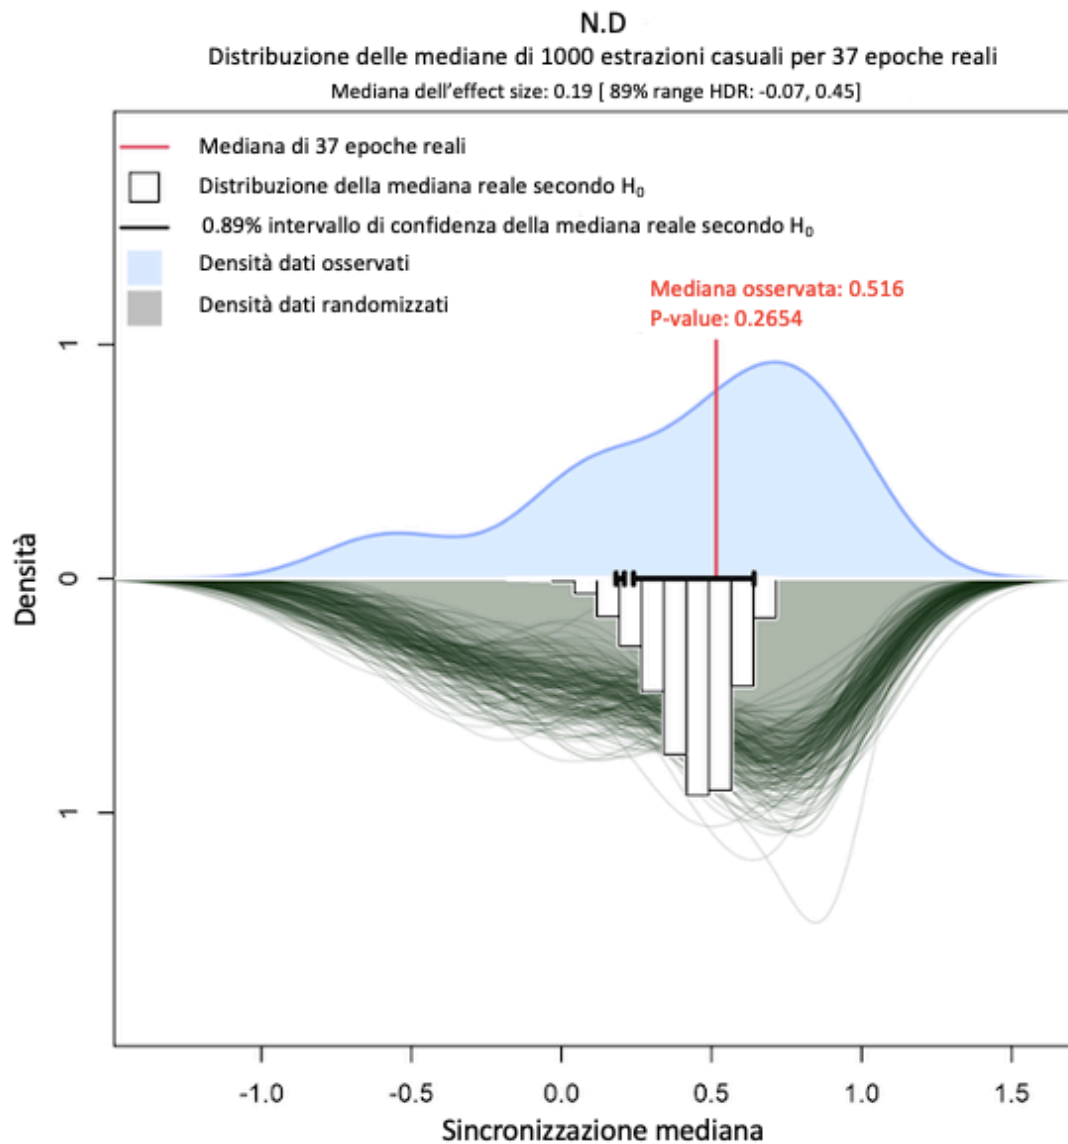 N.D
Distribuzione delle mediane di 1000 estrazioni casuali per 37 epoche reali
Mediana dell'effect size: 0.19 [ 89% range HDR: -0.07, 0.45]
Mediana di 37 epoche reali
Distribuzione della mediana reale secondo H₀
0.89% intervallo di confidenza della mediana reale secondo H₀
Densità dati osservati
Densità dati randomizzati
Mediana osservata: 0.516
P-value: 0.2654
1
0
1
Densità
-1.0 -0.5 0.0 0.5 1.0 1.5
Sincronizzazione mediana